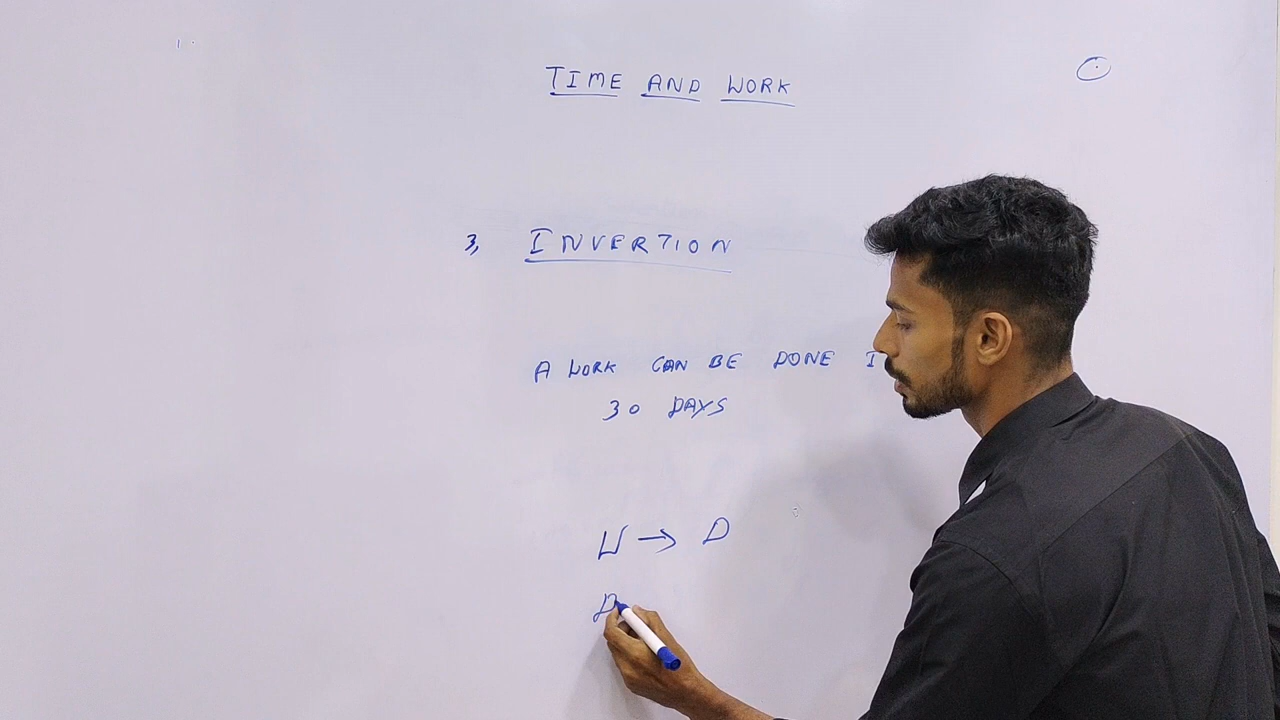 TIME AND WORK
3, INVERTION
A WORK CAN BE DONE I
30 DAYS
W → D
D